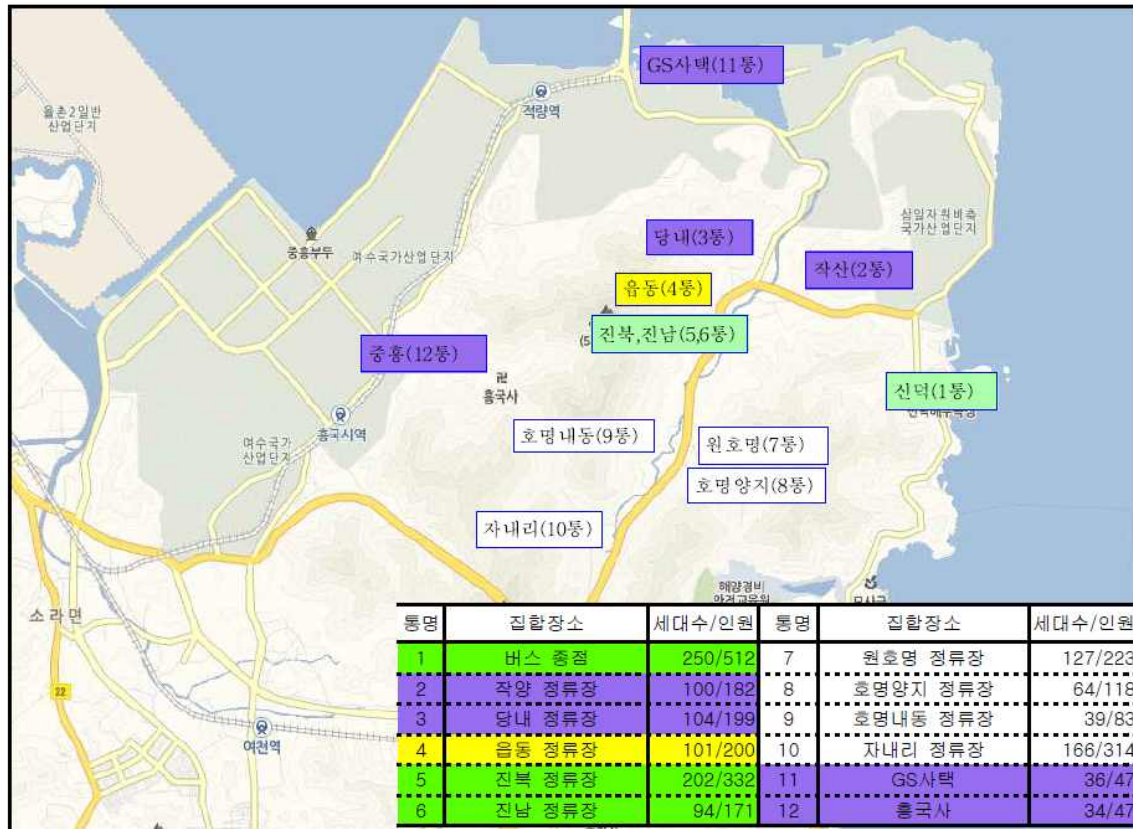 GS사택(11통)
적량역
율촌2일반
산업단지
삼일자원비축
국가산업단지
당내(3통)
중흥부두
여수국가산업단지
작산(2통)
읍동(4통)
진북,진남(5,6통)
중흥(12통)
흥국사
신덕(1통)
흥국사역
호명내동(9통)
원호명(7통)
여수국가
산업단지
호명양지(8통)
자내리(10통)
해양경비
안전교육원
소라면
22
여천역
통명 집합장소 세대수/인원 통명 집합장소 세대수/인원
1 버스 종점 250/512 7 원호명 정류장 127/223
2 작양 정류장 100/182 8 호명양지 정류장 64/118
3 당내 정류장 104/199 9 호명내동 정류장 39/83
4 읍동 정류장 101/200 10 자내리 정류장 166/314
5 진북 정류장 202/332 11 GS사택 36/47
6 진남 정류장 94/171 12 흥국사 34/47